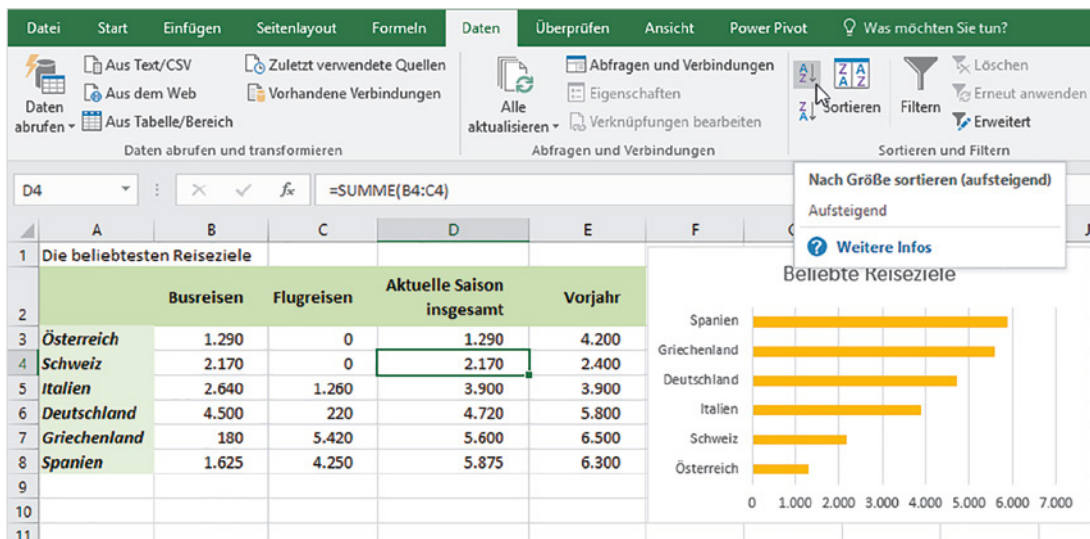 Datei Start Einfügen Seitenlayout Formeln Daten Überprüfen Ansicht Power Pivot Was möchten Sie tun?
Aus Text/CSV
Aus dem Web
Aus Tabelle/Bereich
Zuletzt verwendete Quellen
Vorhandene Verbindungen
Daten
abrufen
Daten abrufen und transformieren
Alle
aktualisieren
Abfragen und Verbindungen
Eigenschaften
Verknüpfungen bearbeiten
Abfragen und Verbindungen
A
Z
Z
A
Z A
A Z
Sortieren
Filtern
Löschen
Erneut anwenden
Erweitert
Sortieren und Filtern
D4 fx =SUMME(B4:C4)
Nach Größe sortieren (aufsteigend)
Aufsteigend
Weitere Infos
A B C D E F
1 Die beliebtesten Reiseziele
2 Busreisen Flugreisen Aktuelle Saison
insgesamt Vorjahr
3 Österreich 1.290 0 1.290 4.200
4 Schweiz 2.170 0 2.170 2.400
5 Italien 2.640 1.260 3.900 3.900
6 Deutschland 4.500 220 4.720 5.800
7 Griechenland 180 5.420 5.600 6.500
8 Spanien 1.625 4.250 5.875 6.300
9
10
11
Beliebte Reiseziele
Spanien
Griechenland
Deutschland
Italien
Schweiz
Österreich
0 1.000 2.000 3.000 4.000 5.000 6.000 7.000